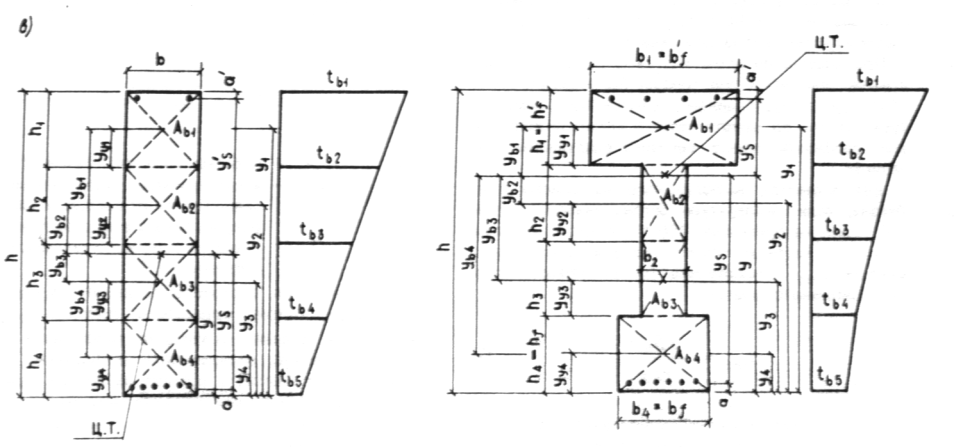 в)
b
a'
t_b1
A_b1
h_1
y_y1
y'_s
y_1
t_b2
y_b1
h_2
A_b2
y_b2
y_y2
y_2
t_b3
h
y_b3
h_3
A_b3
y_b4
y_y3
y
y_s
y_3
t_b4
A_b4
h_4
y_y4
y_4
t_b5
a
Ц.Т.
Ц.Т.
b_1 = b'_f
a'
t_b1
A_b1
h_1 = h'_f
y_b1
y_y1
y'_s
y_1
t_b2
y_b2
A_b2
h_2
y_y2
y_2
t_b3
h
y_b4
y_b3
b_2
y_s
y
h_3
y_y3
A_b3
y_3
t_b4
h_4 = h_f
y_y4
A_b4
y_4
t_b5
a
b_4 = b_f